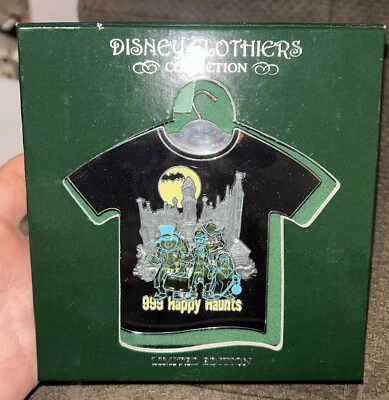 DISNEY CLOTHIERS
COLLECTION
999 Happy Haunts
LIMITED EDITION